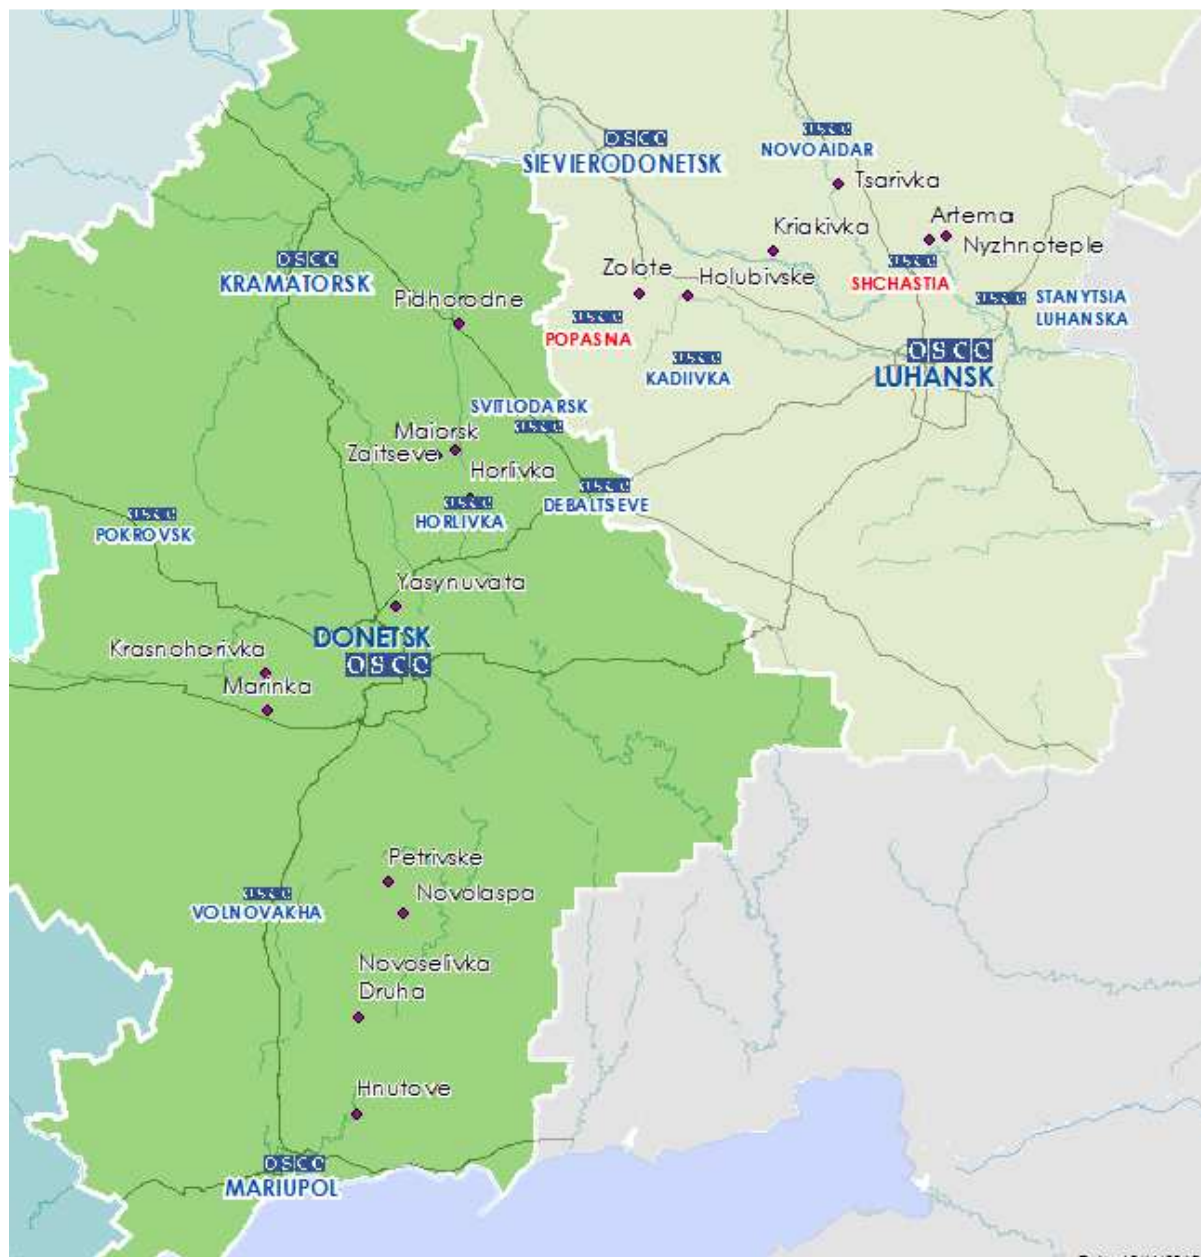 OSCE
SIEVIERODONETSK
OSCE
NOVOAIDAR
Tsarivka
Artema
Nyzhnoteple
Kriakivka
OSCE
KRAMATORSK
Zolote
Holubivske
OSCE
SHCHASTIA
OSCE
STANYTSIA
LUHANSKA
Pidhorodne
OSCE
POPASNA
OSCE
KADIIVKA
OSCE
LUHANSK
SVITLODARSK
OSCE
Maiorsk
Zaitseve
Horlivka
OSCE
HORLIVKA
OSCE
DEBALTSEVE
OSCE
POKROVSK
Yasynuvata
DONETSK
OSCE
Krasnohorivka
Marinka
Petrivske
Novolaspa
OSCE
VOLNOVAKHA
Novoselivka
Druha
Hnutove
OSCE
MARIUPOL